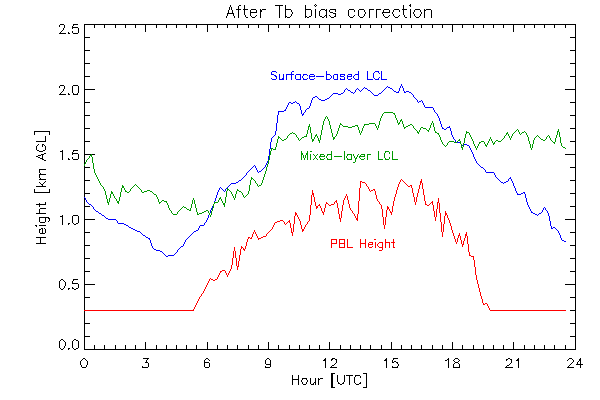 After Tb bias correction
2.5
Surface-based LCL
2.0
Mixed-layer LCL
1.5
Height [km AGL]
1.0
PBL Height
0.5
0.0
0 3 6 9 12 15 18 21 24
Hour [UTC]